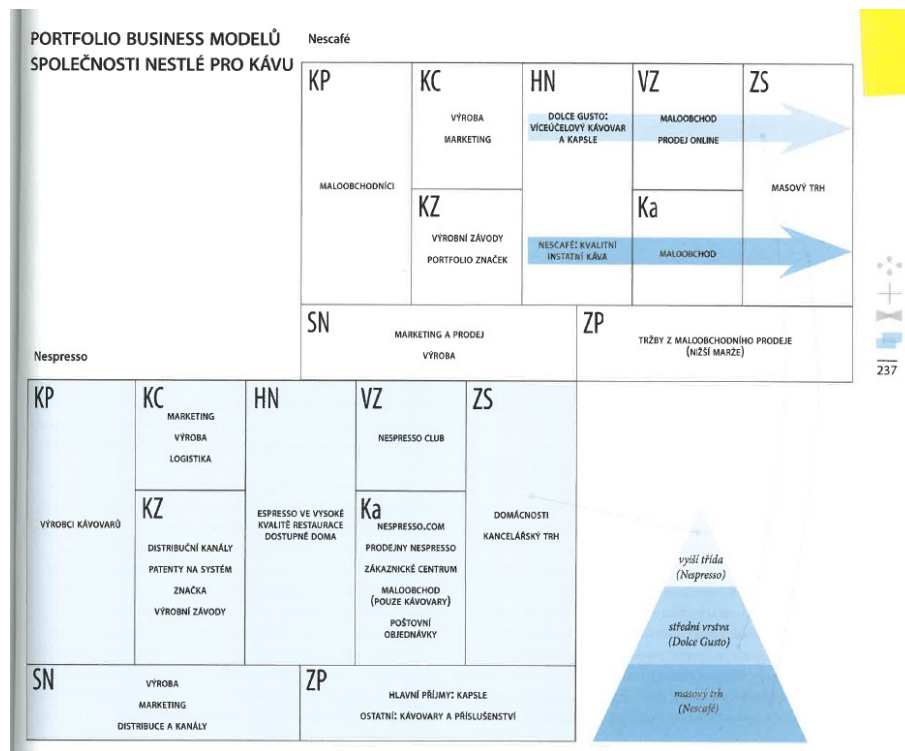 PORTFOLIO BUSINESS MODELŮ
SPOLEČNOSTI NESTLÉ PRO KÁVU
Nescafé
KP
MALOOBCHODNÍCI
KC
VÝROBA
MARKETING
KZ
VÝROBNÍ ZÁVODY
PORTFOLIO ZNAČEK
HN
DOLCE GUSTO:
VÍCEÚČELOVÝ KÁVOVAR
A KAPSLE
NESCAFÉ: KVALITNÍ
INSTATNÍ KÁVA
VZ
MALOOBCHOD
PRODEJ ONLINE
Ka
MALOOBCHOD
ZS
MASOVÝ TRH
SN
MARKETING A PRODEJ
VÝROBA
ZP
TRŽBY Z MALOOBCHODNÍHO PRODEJE
(NIŽŠÍ MARŽE)
237
Nespresso
KP
VÝROBCI KÁVOVARŮ
KC
MARKETING
VÝROBA
LOGISTIKA
KZ
DISTRIBUČNÍ KANÁLY
PATENTY NA SYSTÉM
ZNAČKA
VÝROBNÍ ZÁVODY
HN
ESPRESSO VE VYSOKÉ
KVALITĚ RESTAURACE
DOSTUPNÉ DOMA
VZ
NESPRESSO CLUB
Ka
NESPRESSO.COM
PRODEJNY NESPRESSO
ZÁKAZNICKÉ CENTRUM
MALOOBCHOD
(POUZE KÁVOVARY)
POŠTOVNÍ
OBJEDNÁVKY
ZS
DOMÁCNOSTI
KANCELÁŘSKÝ TRH
SN
VÝROBA
MARKETING
DISTRIBUCE A KANÁLY
ZP
HLAVNÍ PŘÍJMY: KAPSLE
OSTATNÍ: KÁVOVARY A PŘÍSLUŠENSTVÍ
vyšší třída
(Nespresso)
střední vrstva
(Dolce Gusto)
masový trh
(Nescafé)